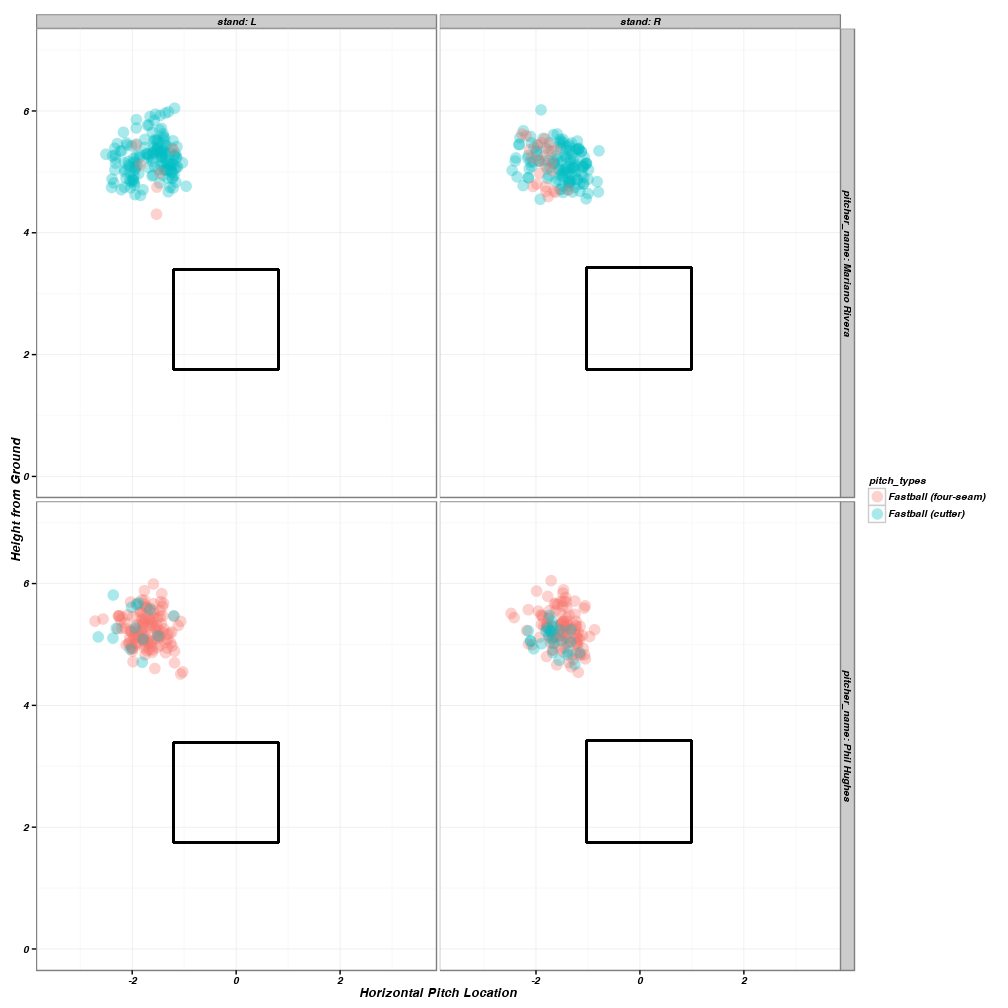 stand: L
stand: R
6
4
2
0
pitcher_name: Mariano Rivera
Height from Ground
6
4
2
0
pitcher_name: Phil Hughes
pitch_types
Fastball (four-seam)
Fastball (cutter)
-2
0
2
-2
0
2
Horizontal Pitch Location